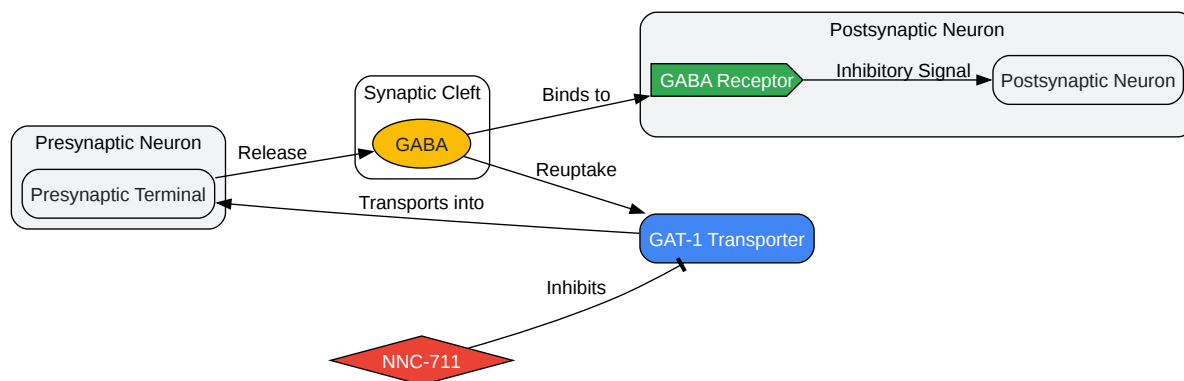 Postsynaptic Neuron
GABA Receptor
Inhibitory Signal
Postsynaptic Neuron
Synaptic Cleft
Binds to
GABA
Presynaptic Neuron
Release
Reuptake
Presynaptic Terminal
Transports into
GAT-1 Transporter
Inhibits
NNC-711